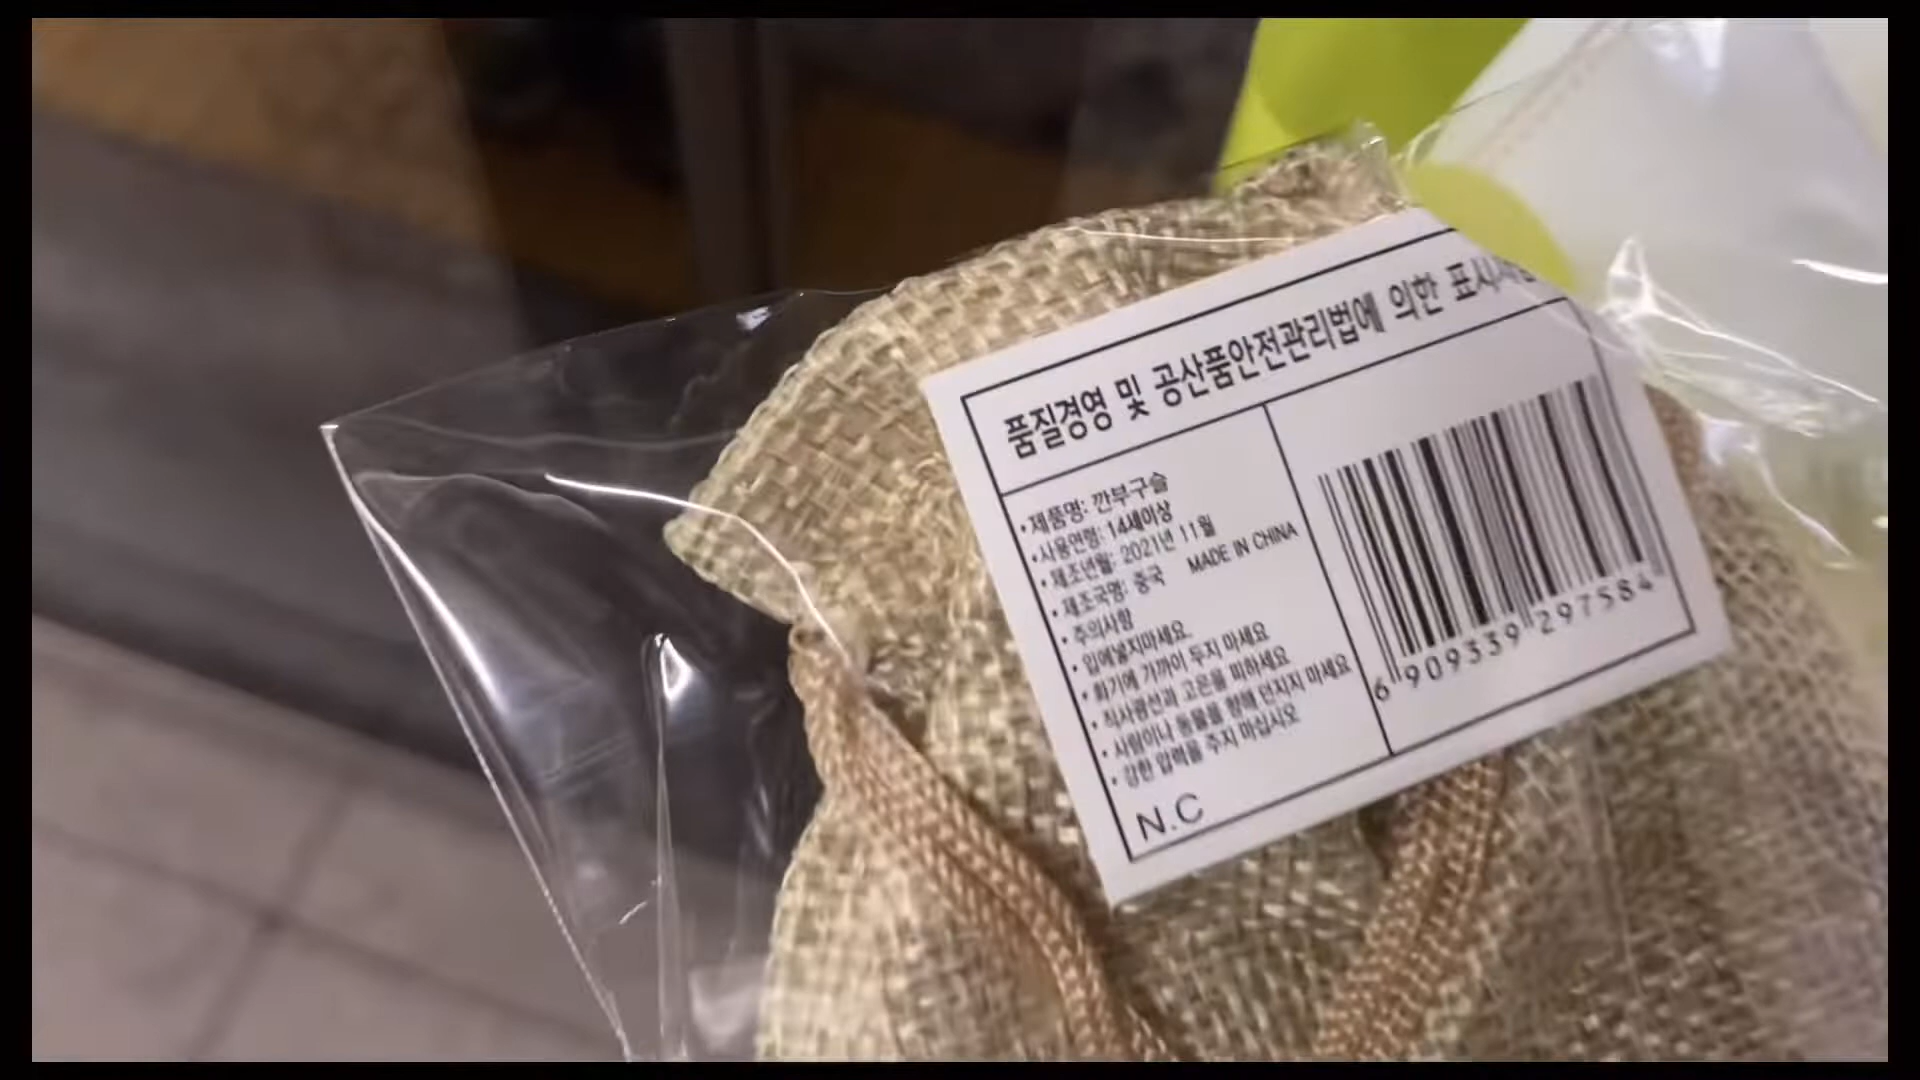 품질경영 및 공산품안전관리법에 의한 표시사항
• 제품명: 깐부구슬
• 사용연령: 14세이상
• 제조년월: 2021년 11월
• 제조국명: 중국 MADE IN CHINA
• 주의사항
• 입에넣지마세요.
• 화기에 가까이 두지 마세요
• 직사광선과 고온을 피하세요
• 사람이나 동물을 향해 던지지 마세요
• 강한 압력을 주지 마십시오
N.C
6 909339 297584